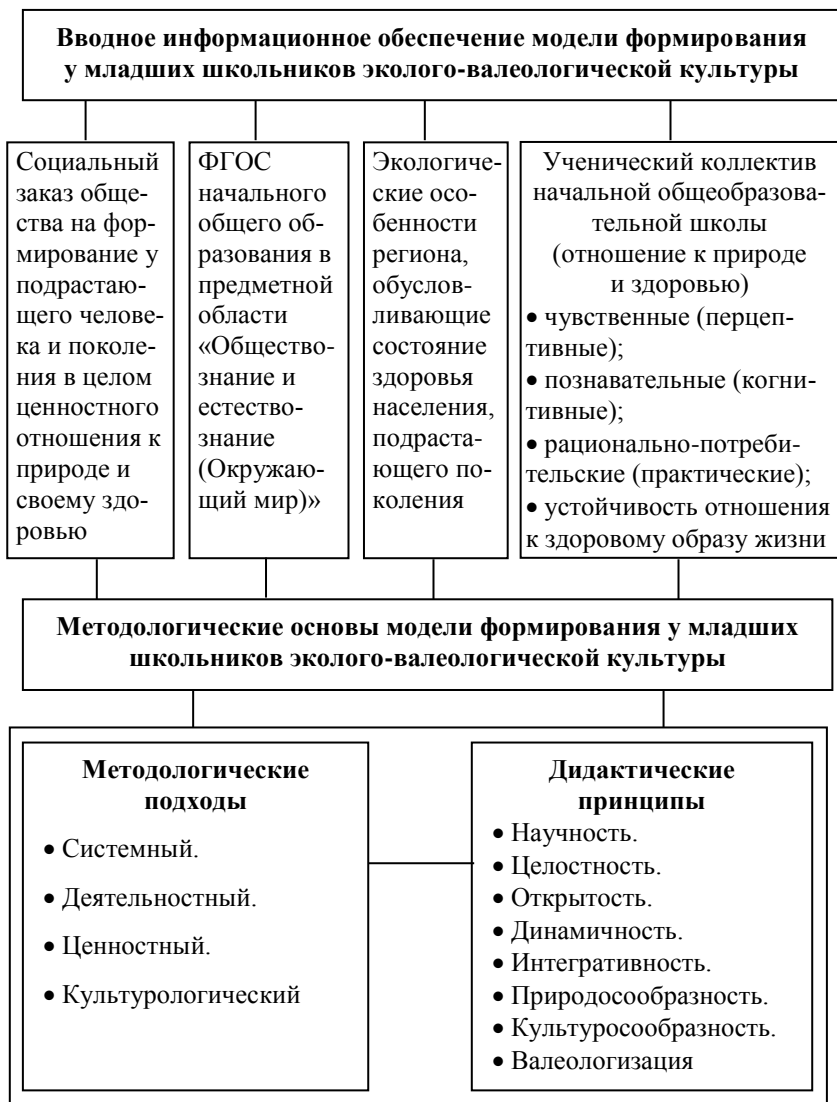 Вводное информационное обеспечение модели формирования
у младших школьников эколого-валеологической культуры
Социальный
заказ обще-
ства на фор-
мирование у
подрастаю-
щего челове-
ка и поколе-
ния в целом
ценностного
отношения к
природе и
своему здо-
ровью
ФГОС
начального
общего об-
разования в
предметной
области
«Общество-
знание и
естество-
знание
(Окружаю-
щий мир)»
Экологиче-
ские осо-
бенности
региона,
обуслов-
ливающие
состояние
здоровья
населения,
подраста-
ющего по-
коления
Ученический коллектив
начальной общеобразова-
тельной школы
(отношение к природе
и здоровью)
• чувственные (перцеп-
тивные);
• познавательные (когни-
тивные);
• рационально-потреби-
тельские (практические);
• устойчивость отношения
к здоровому образу жизни
Методологические основы модели формирования у младших
школьников эколого-валеологической культуры
Методологические
подходы
• Системный.
• Деятельностный.
• Ценностный.
• Культурологический
Дидактические
принципы
• Научность.
• Целостность.
• Открытость.
• Динамичность.
• Интегративность.
• Природосообразность.
• Культуросообразность.
• Валеологизация